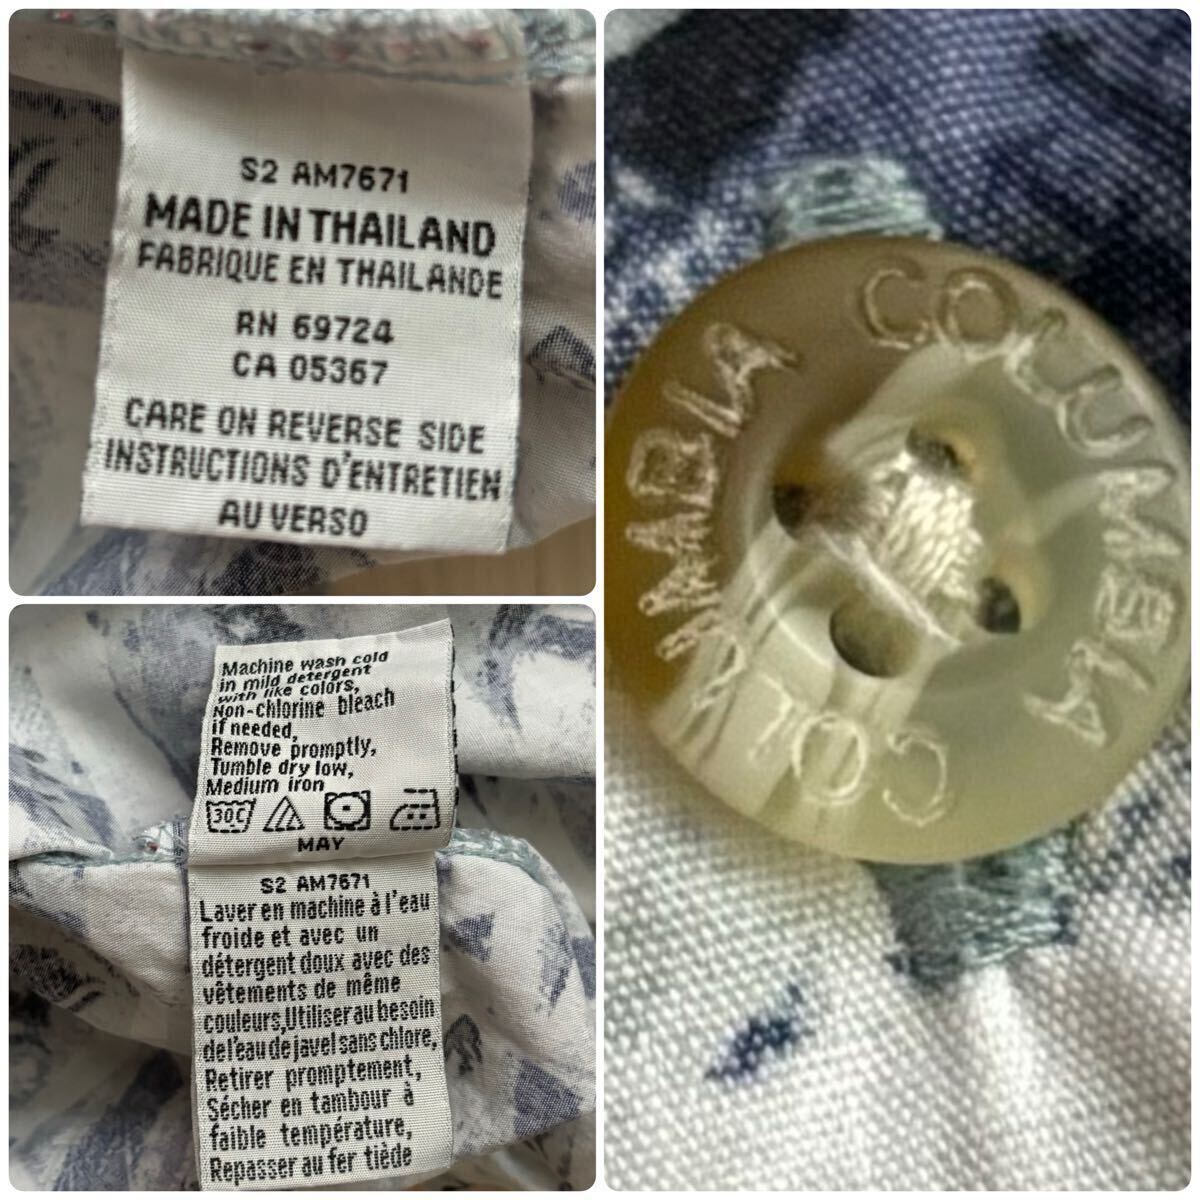 S2 AM7671
MADE IN THAILAND
FABRIQUE EN THAILANDE
RN 69724
CA 05367
CARE ON REVERSE SIDE
INSTRUCTIONS D'ENTRETIEN
AU VERSO
Machine wash cold
in mild detergent
with like colors,
Non-chlorine bleach
if needed,
Remove promptly,
Tumble dry low,
Medium iron
30C
MAY
S2 AM7671
Laver en machine à l'eau
froide et avec un
détergent doux avec des
vêtements de même
couleurs,Utiliser au besoin
del'eau de javel sans chlore,
Retirer promptement,
Sécher en tambour à
faible température,
Repasser au fer tiède
COLUMBIA
COLUMBIA